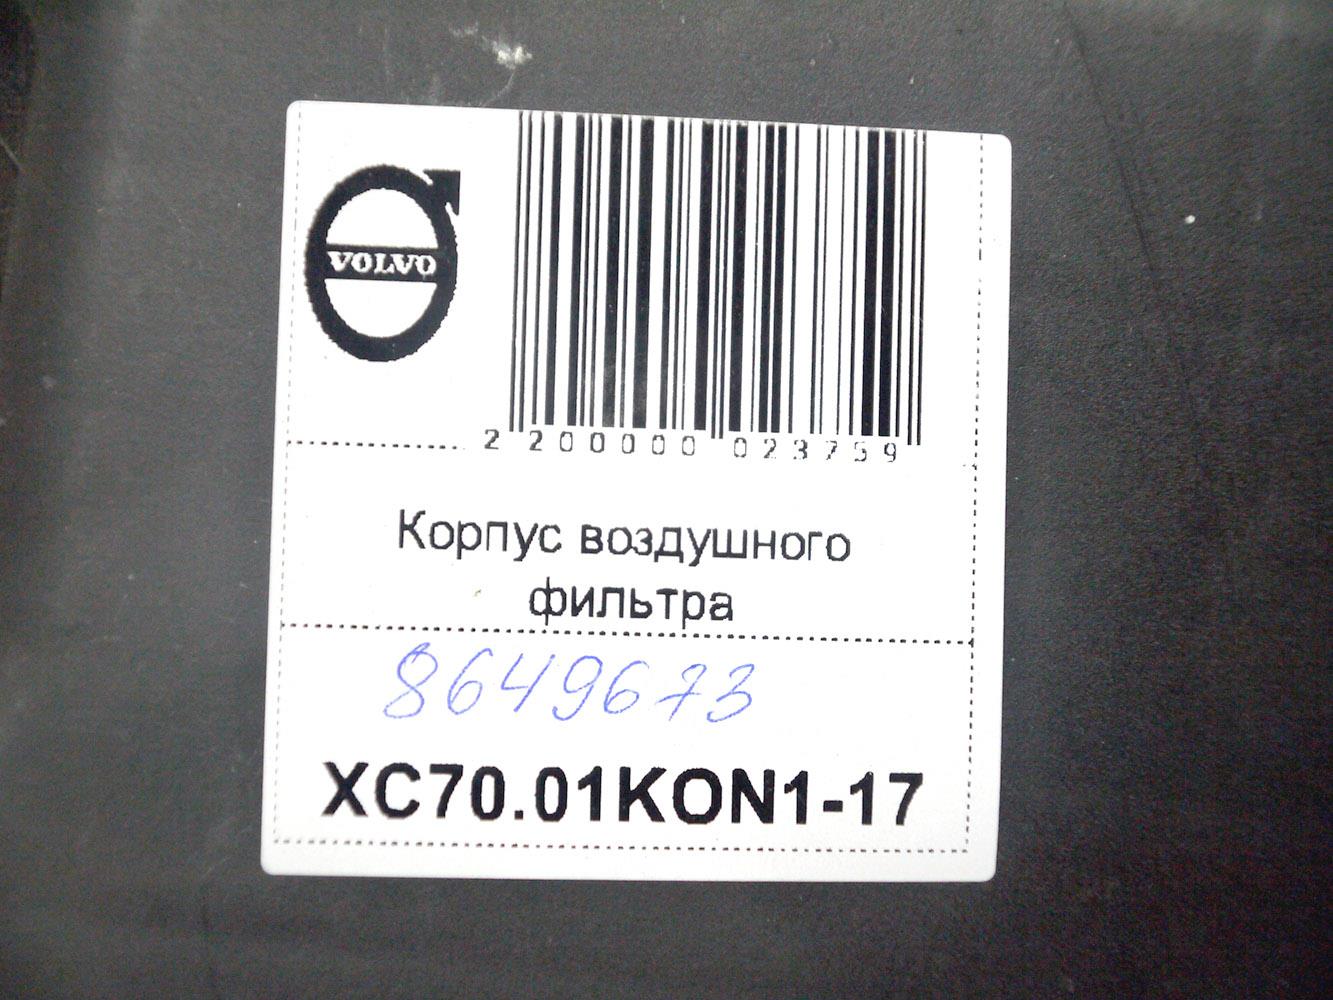 VOLVO
2 200000 023759
Корпус воздушного
фильтра
8649673
XC70.01KON1-17